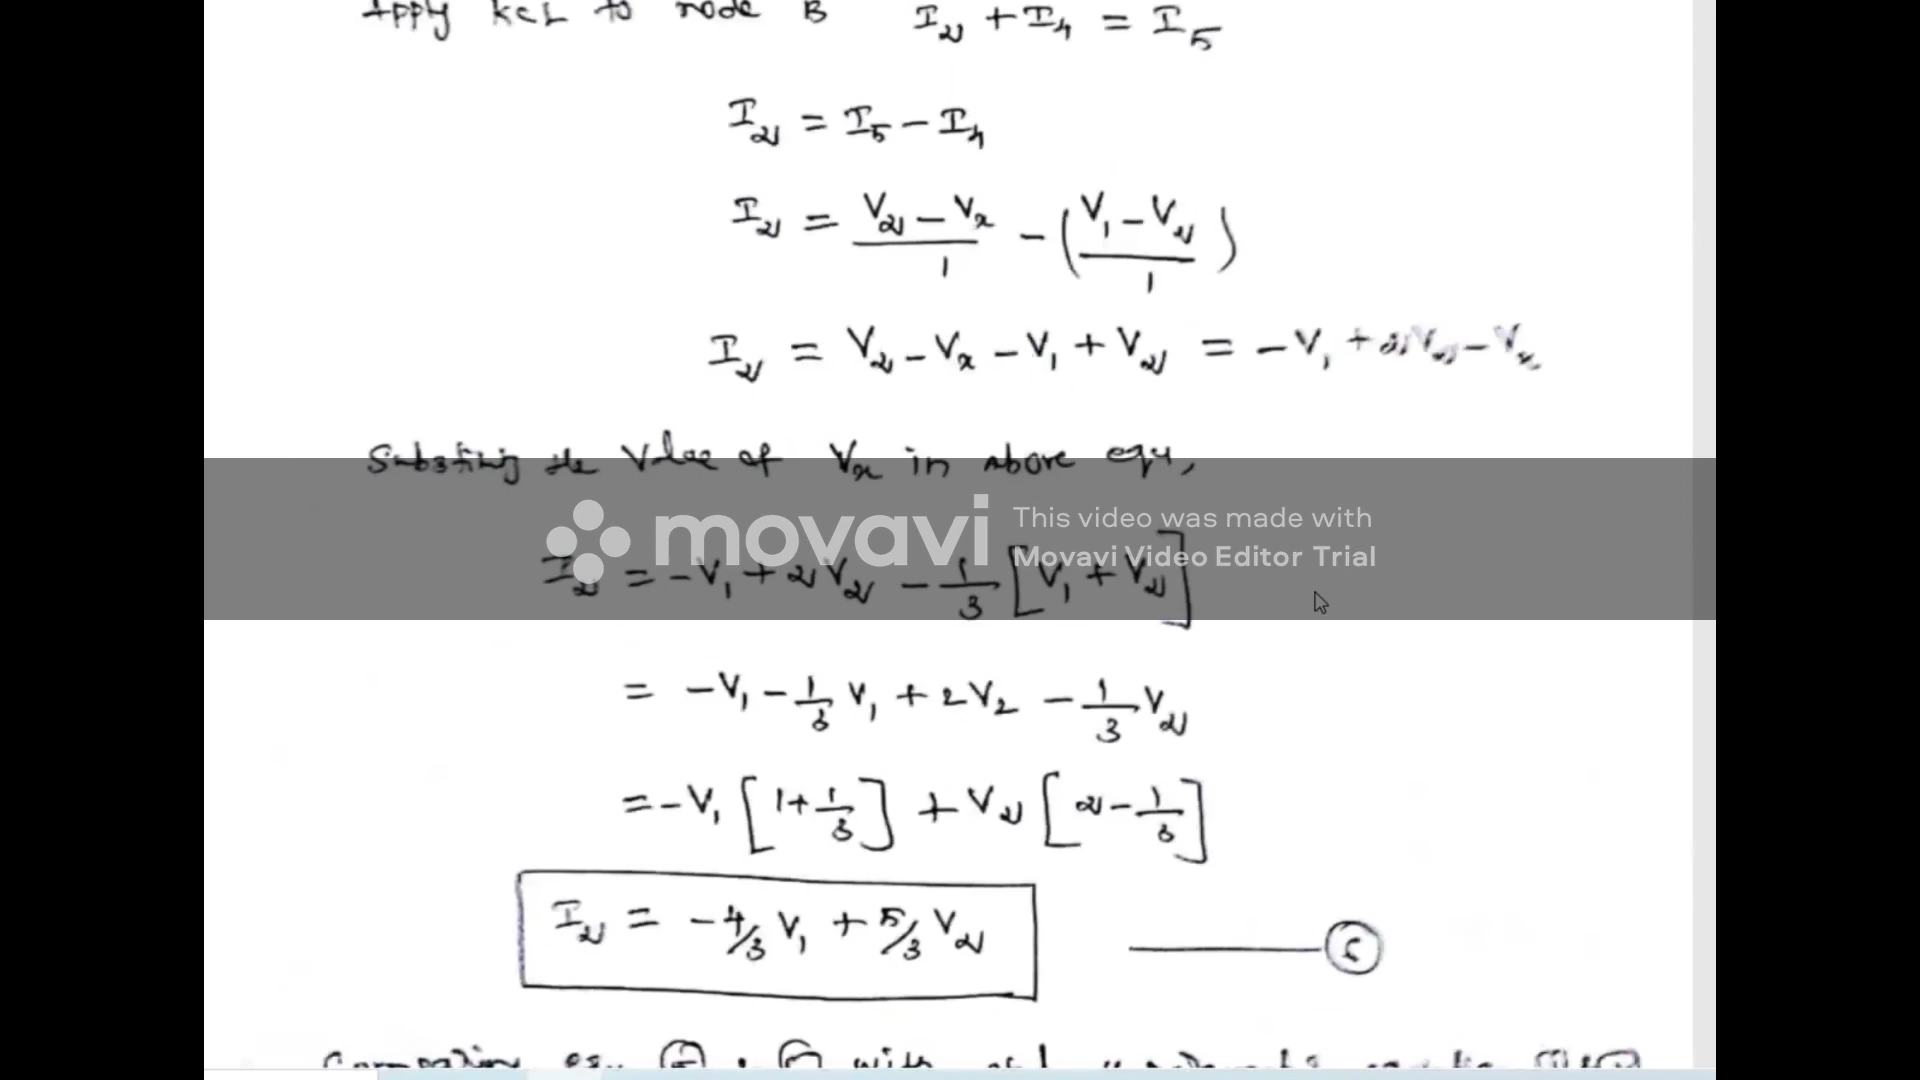 Apply KCL to node B I₂ + I₄ = I₅
I₂ = I₅ - I₄
I₂ = (V₂ - Vₓ)/1 - ((V₁ - V₂)/1)
I₂ = V₂ - Vₓ - V₁ + V₂ = -V₁ + 2V₂ - Vₓ
the of Vₓ in above equ,
movavi This video was made with
Movavi Video Editor Trial
I₂ = -V₁ + 2V₂ - 1/3 [V₁ + V₂]
= -V₁ - 1/3 V₁ + 2V₂ - 1/3 V₂
= -V₁ [1 + 1/3] + V₂ [2 - 1/3]
I₂ = -4/3 V₁ + 5/3 V₂
with